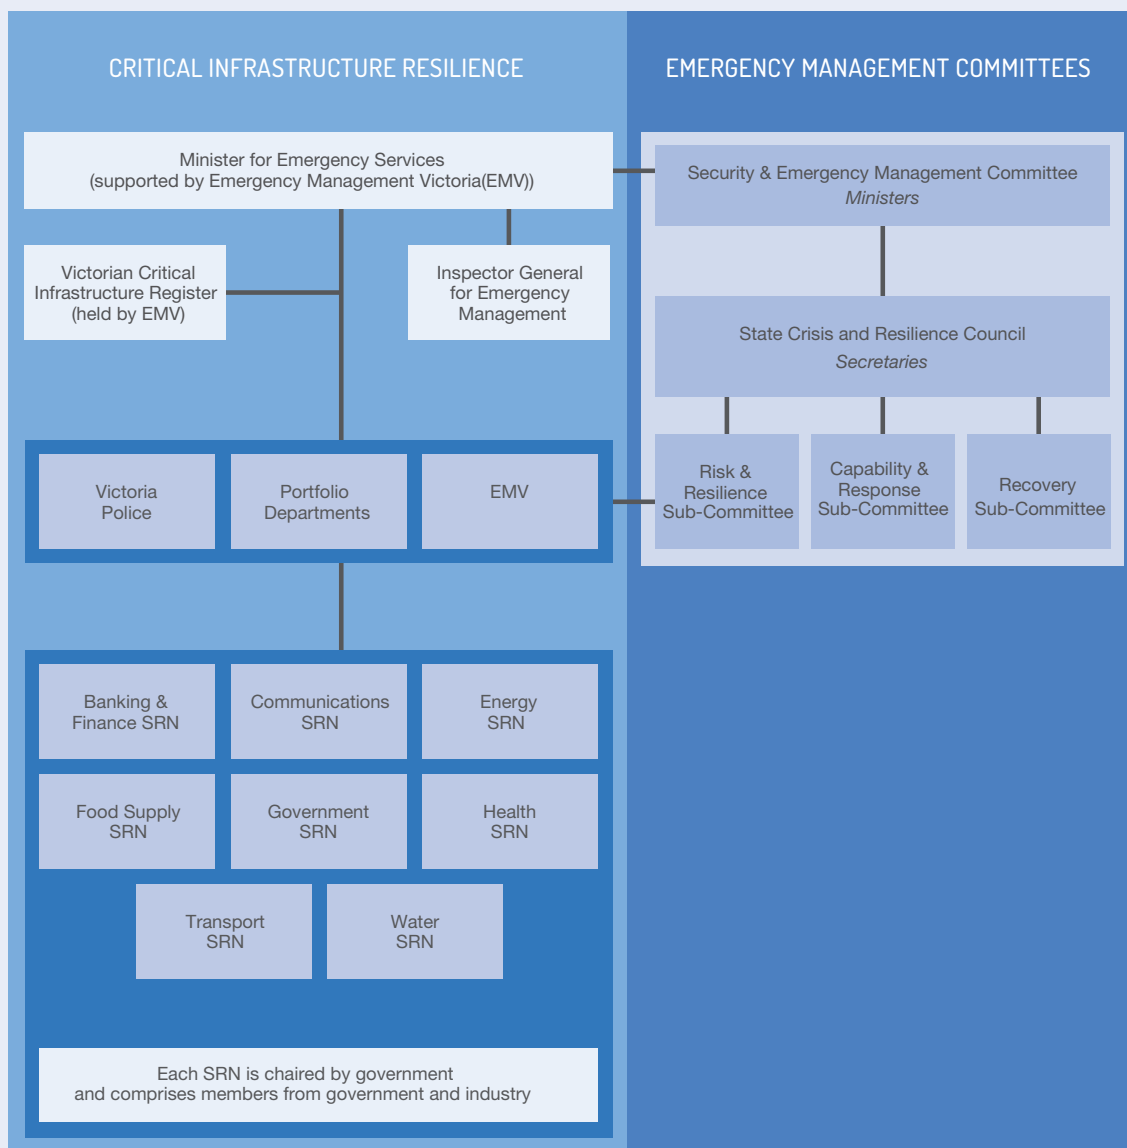 CRITICAL INFRASTRUCTURE RESILIENCE
Minister for Emergency Services
(supported by Emergency Management Victoria(EMV))
Victorian Critical
Infrastructure Register
(held by EMV)
Inspector General
for Emergency
Management
Victoria
Police
Portfolio
Departments
EMV
Banking &
Finance SRN
Communications
SRN
Energy
SRN
Food Supply
SRN
Government
SRN
Health
SRN
Transport
SRN
Water
SRN
Each SRN is chaired by government
and comprises members from government and industry
EMERGENCY MANAGEMENT COMMITTEES
Security & Emergency Management Committee
Ministers
State Crisis and Resilience Council
Secretaries
Risk &
Resilience
Sub-Committee
Capability &
Response
Sub-Committee
Recovery
Sub-Committee